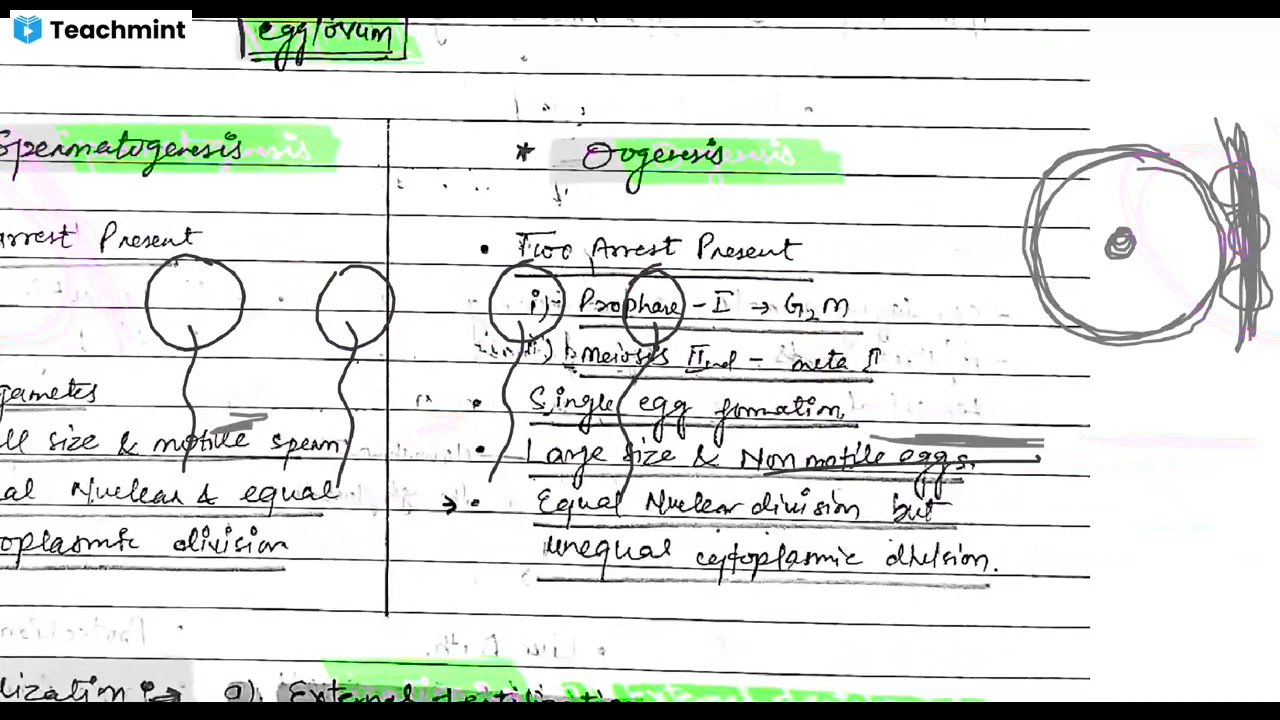 Teachmint
egg/ovum
Spermatogenesis
* Oogenesis
arrest Present
• Two Arrest Present
i) Prophase - I → G2M
ii) meiosis IInd - meta II
gametes
• Single egg formation.
ll size & motile sperm
• Large size & Non motile eggs.
al Nuclear & equal
→ • Equal Nuclear division but
oplasmic division
unequal cytoplasmic division.
lization :→ a). External fertilization